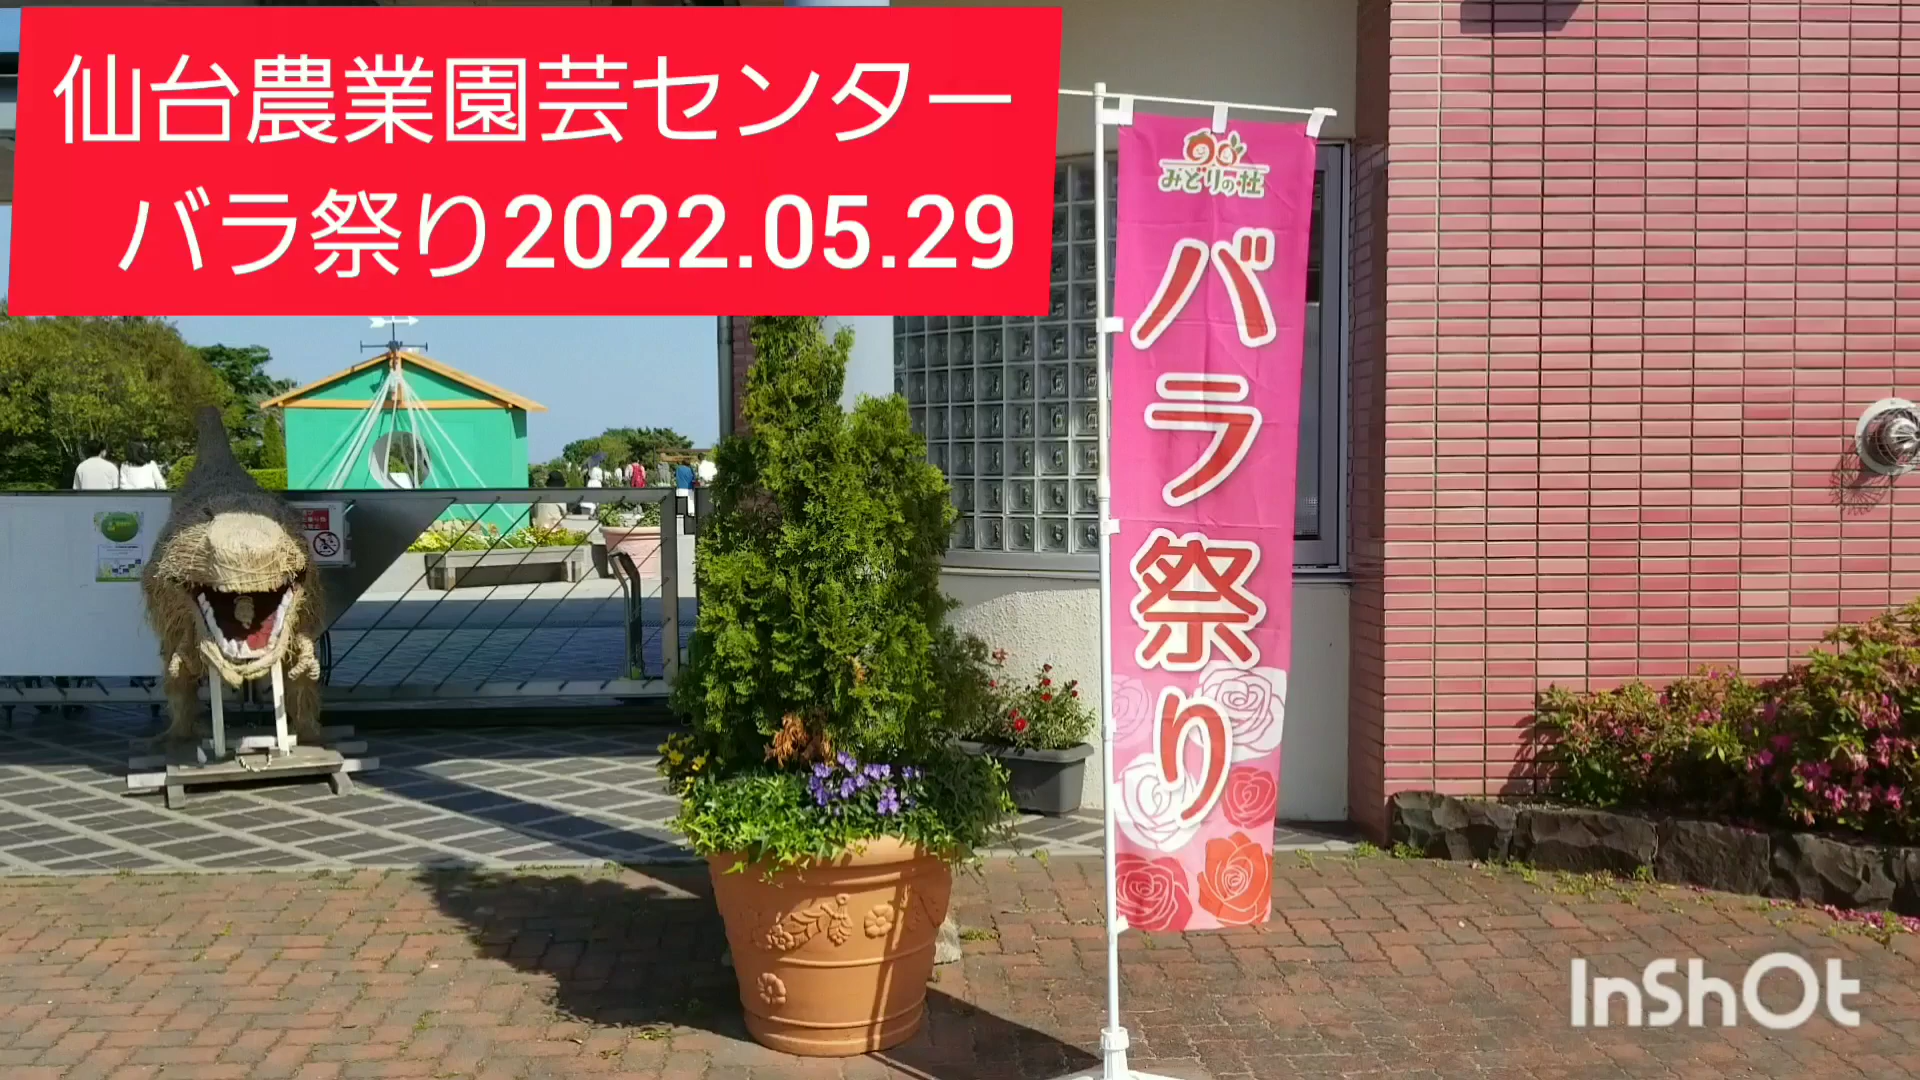 仙台農業園芸センター
バラ祭り2022.05.29
みどりの杜
バラ祭り
InShOt